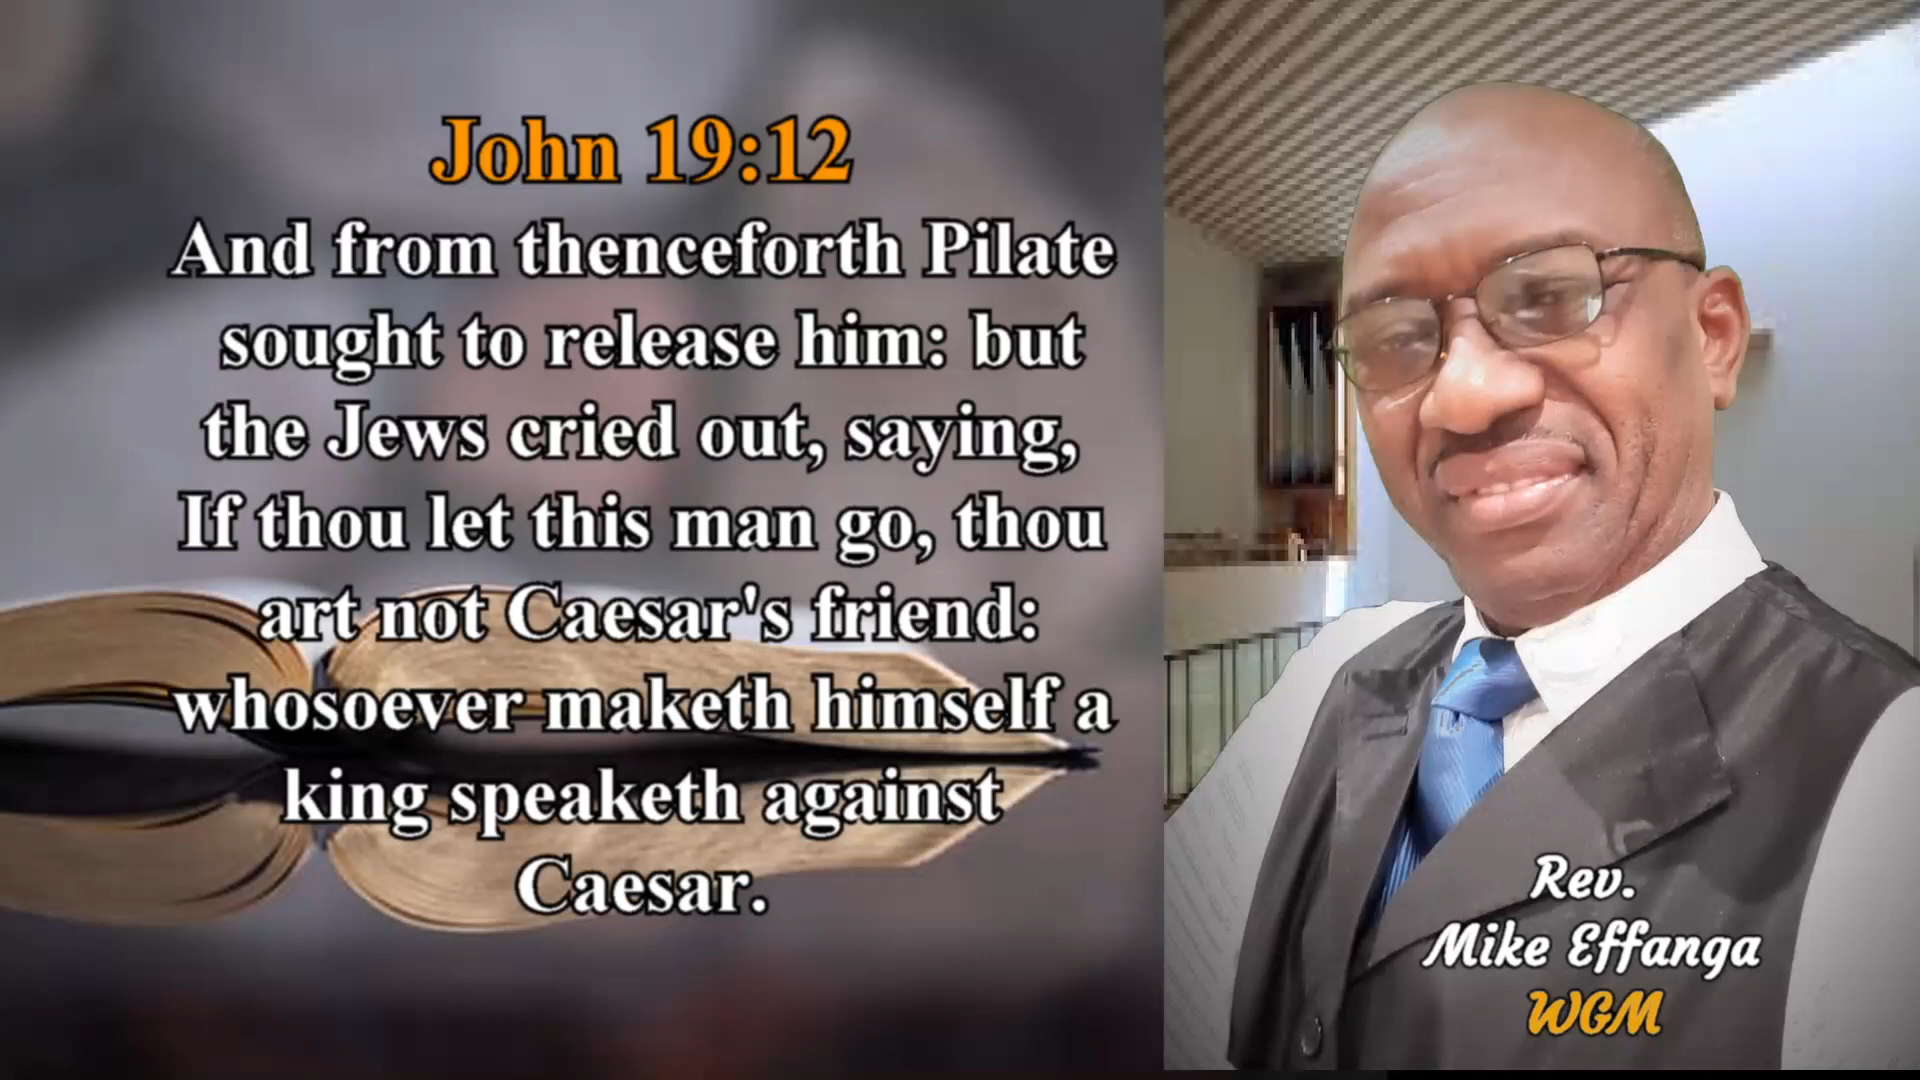 John 19:12
And from thenceforth Pilate
sought to release him: but
the Jews cried out, saying,
If thou let this man go, thou
art not Caesar's friend:
whosoever maketh himself a
king speaketh against
Caesar.
Rev.
Mike Effanga
WGM